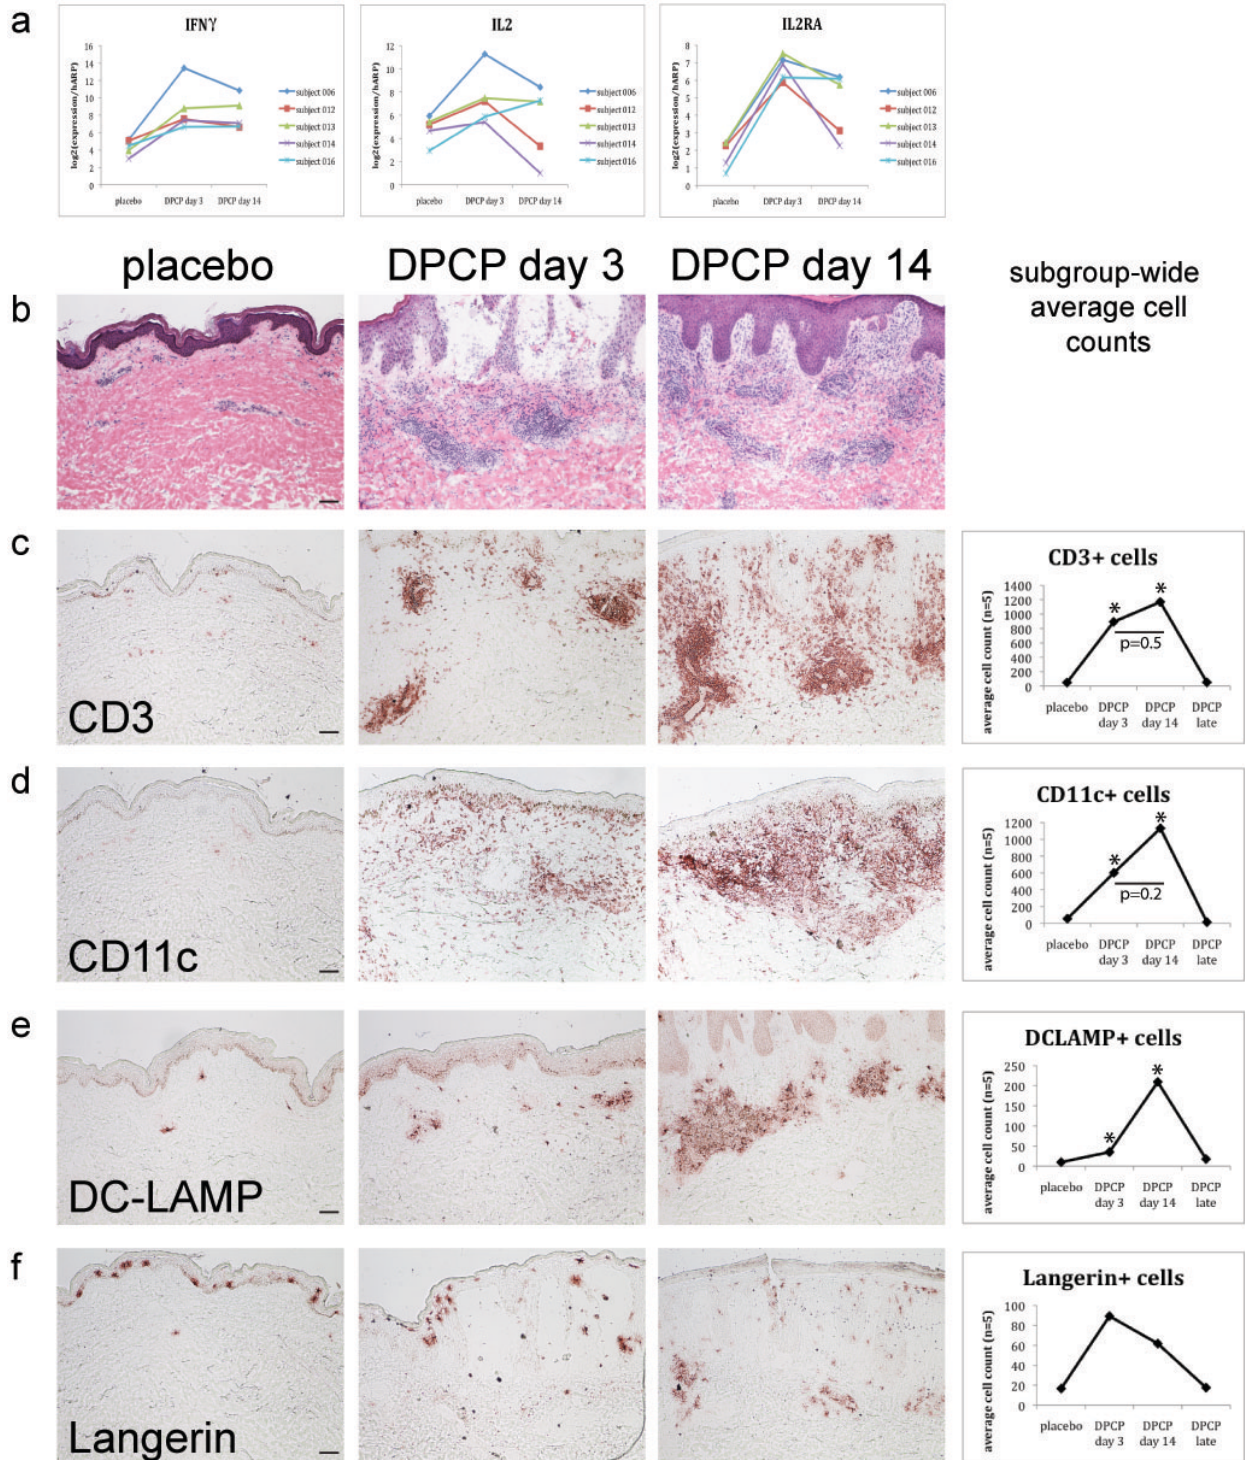 a
IFNγ
log2(expression/hARP)
16
14
12
10
8
6
4
2
0
placebo DPCP day 3 DPCP day 14
subject 006
subject 012
subject 013
subject 014
subject 016
IL2
log2(expression/hARP)
12
10
8
6
4
2
0
placebo DPCP day 3 DPCP day 14
subject 006
subject 012
subject 013
subject 014
subject 016
IL2RA
log2(expression/hARP)
8
7
6
5
4
3
2
1
0
placebo DPCP day 3 DPCP day 14
subject 006
subject 012
subject 013
subject 014
subject 016
placebo DPCP day 3 DPCP day 14
subgroup-wide
average cell
counts
b
c
CD3
CD3+ cells
average cell count (n=5)
1400
1200
1000
800
600
400
200
0
* *
p=0.5
placebo DPCP day 3 DPCP day 14 DPCP late
d
CD11c
CD11c+ cells
average cell count (n=5)
1200
1000
800
600
400
200
0
* *
p=0.2
placebo DPCP day 3 DPCP day 14 DPCP late
e
DC-LAMP
DCLAMP+ cells
average cell count (n=5)
250
200
150
100
50
0
* *
placebo DPCP day 3 DPCP day 14 DPCP late
f
Langerin
Langerin+ cells
average cell count (n=5)
100
80
60
40
20
0
placebo DPCP day 3 DPCP day 14 DPCP late